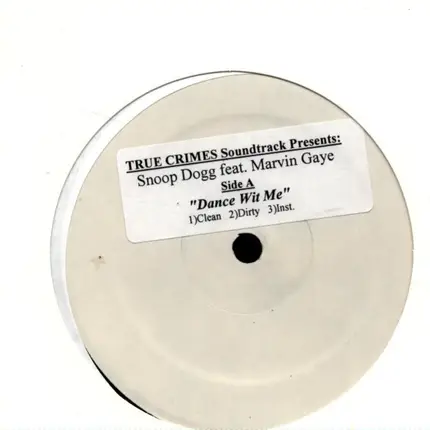 TRUE CRIMES Soundtrack Presents:
Snoop Dogg feat. Marvin Gaye
Side A
"Dance Wit Me"
1)Clean 2)Dirty 3)Inst.